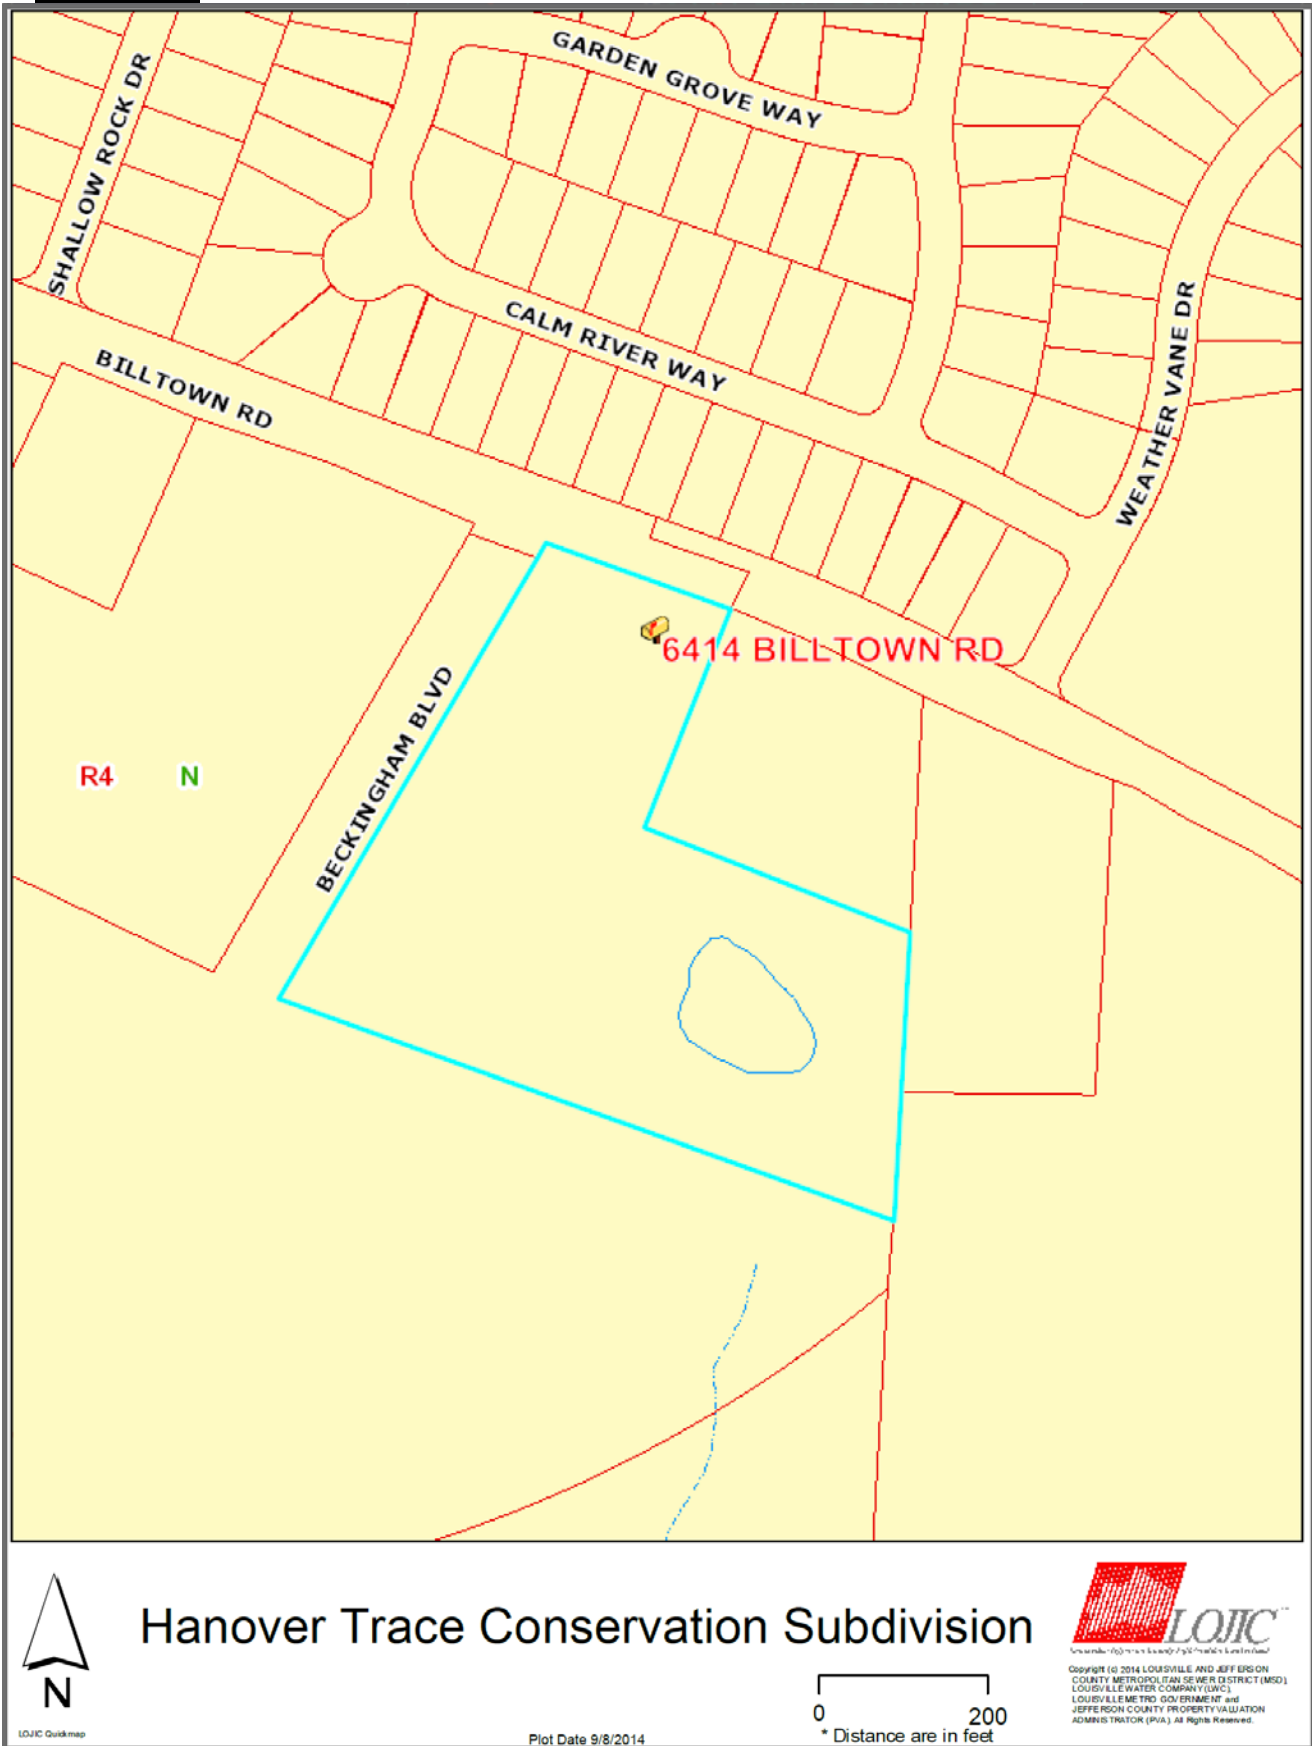 GARDEN GROVE WAY
SHALLOW ROCK DR
CALM RIVER WAY
WEATHER VANE DR
BILLTOWN RD
6414 BILLTOWN RD
BECKINGHAM BLVD
R4 N
Hanover Trace Conservation Subdivision
LOJIC
N
0 200
* Distance are in feet
Copyright (c) 2014 LOUISVILLE AND JEFFERSON
COUNTY METROPOLITAN SEWER DISTRICT (MSD),
LOUISVILLE WATER COMPANY (LWC),
LOUISVILLE METRO GOVERNMENT and
JEFFERSON COUNTY PROPERTY VALUATION
ADMINISTRATOR (PVA). All Rights Reserved.
LOJIC Quickmap
Plot Date 9/8/2014